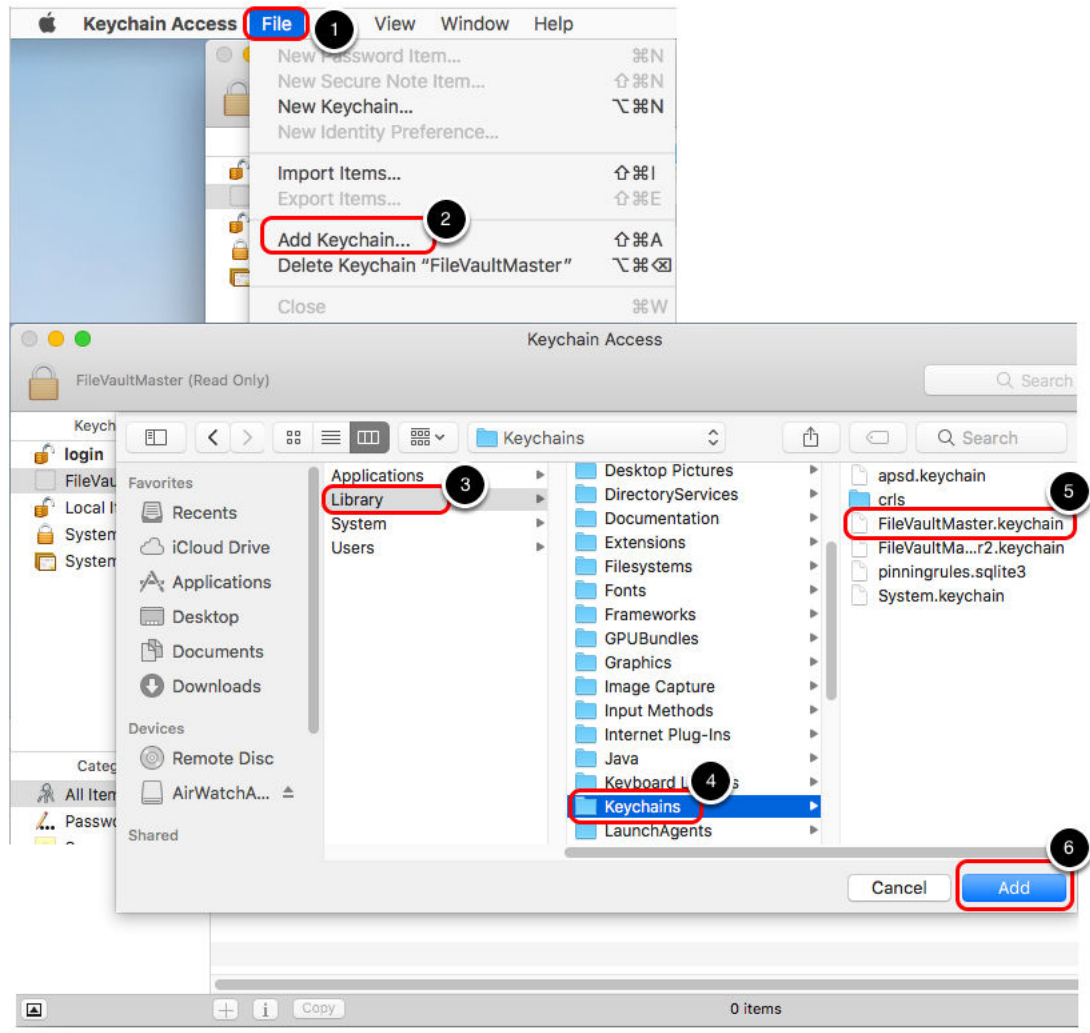 Keychain Access File 1 View Window Help
New Password Item... ⌘N
New Secure Note Item... ⇧⌘N
New Keychain... ⌥⌘N
New Identity Preference...
Import Items... ⇧⌘I
Export Items... ⇧⌘E
2
Add Keychain... ⇧⌘A
Delete Keychain “FileVaultMaster” ⌥⌘⌫
Close ⌘W
Keychain Access
FileVaultMaster (Read Only) Search
Keych
login
FileVau
Local I
System
System
Keychains
Search
Favorites
Recents
iCloud Drive
Applications
Desktop
Documents
Downloads
Devices
Remote Disc
AirWatchA...
Shared
Applications
3
Library
System
Users
Desktop Pictures
DirectoryServices
Documentation
Extensions
Filesystems
Fonts
Frameworks
GPUBundles
Graphics
Image Capture
Input Methods
Internet Plug-Ins
Java
Keyboard L s
4
Keychains
LaunchAgents
apsd.keychain
crls
5
FileVaultMaster.keychain
FileVaultMa...r2.keychain
pinningrules.sqlite3
System.keychain
Categ
All Item
Passwo
6
Cancel Add
Copy 0 items